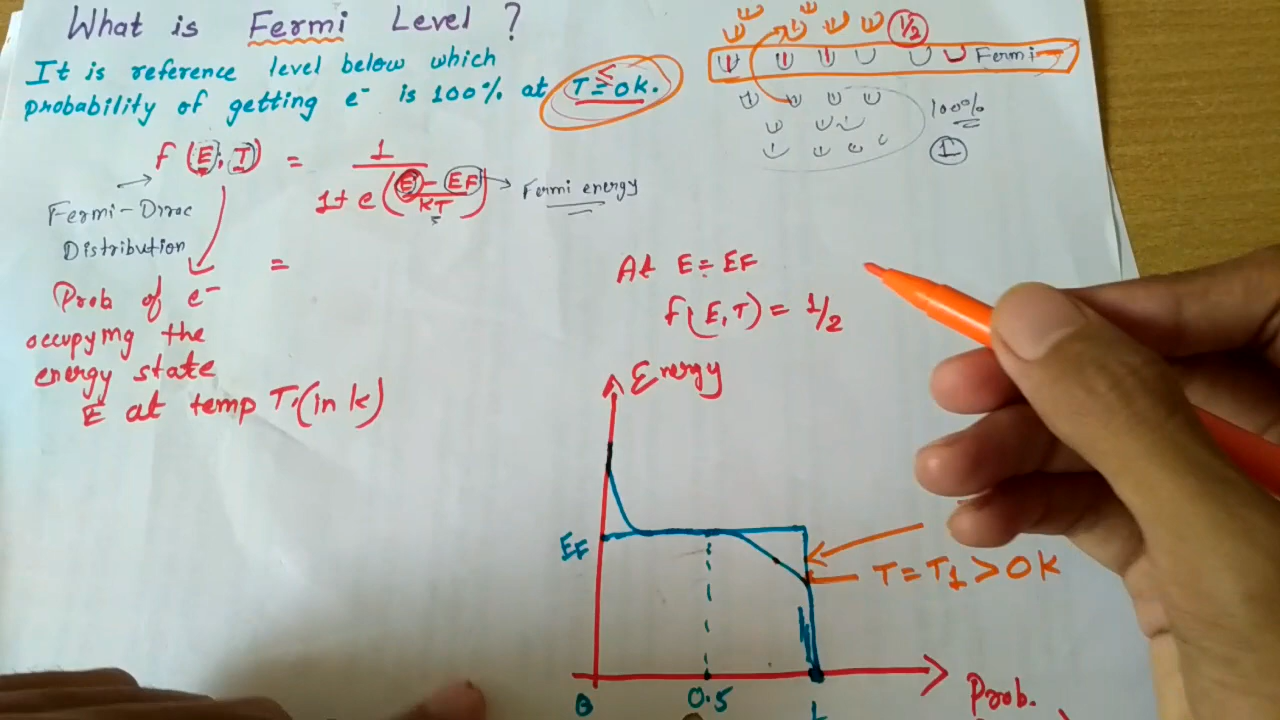 What is Fermi Level ?
It is reference level below which
probability of getting e⁻ is 100% at T ≤ 0k.
1/2
Fermi
100%
1
f (E, T) = 1 / 1+ e ( E - EF / KT )
Fermi energy
Fermi-Dirac
Distribution
=
Prob of e⁻
occupying the
energy state
E at temp T. (in k)
At E = EF
f(E,T) = 1/2
Energy
EF
T = T1 > 0 K
0
0.5
1
Prob.